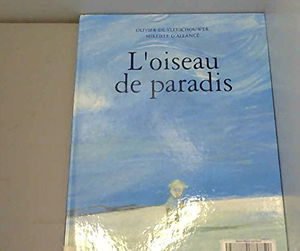 OLIVIER DE VLEESCHOUWER
MIREILLE D'ALLANCÉ
L'oiseau
de paradis